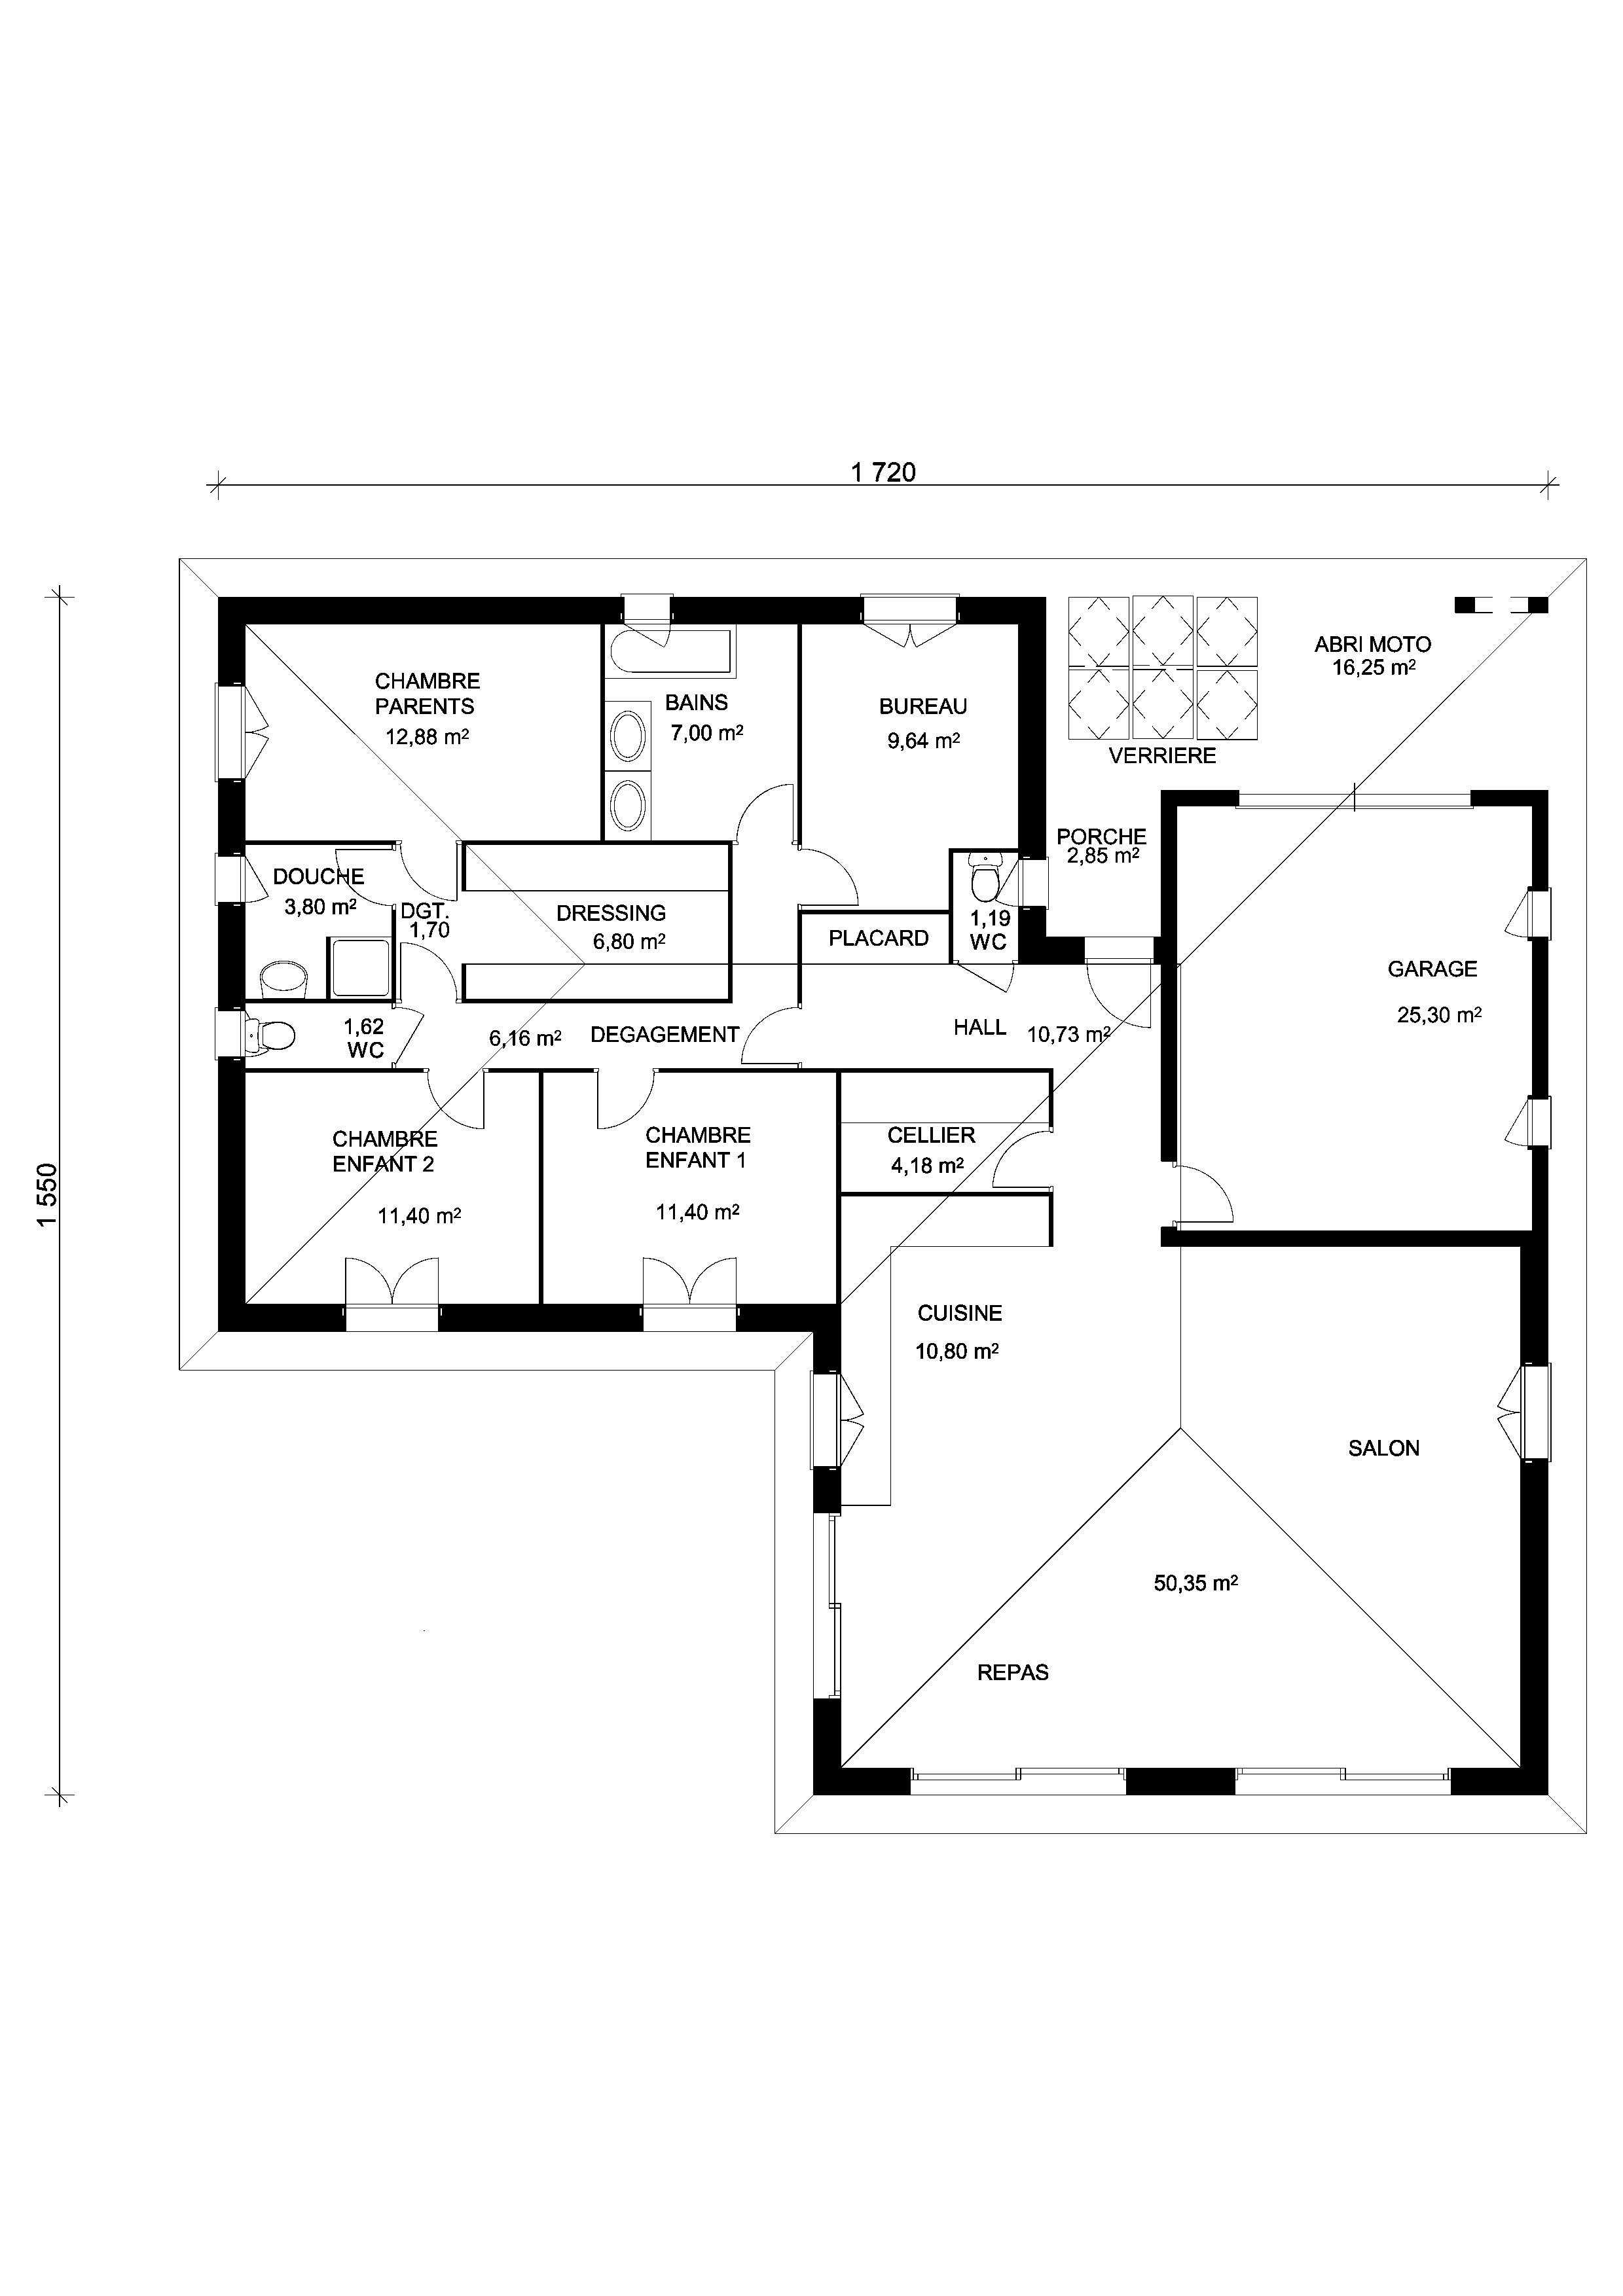 1 720
1 550
CHAMBRE
PARENTS
12,88 m²
BAINS
7,00 m²
BUREAU
9,64 m²
ABRI MOTO
16,25 m²
VERRIERE
PORCHE
2,85 m²
DOUCHE
3,80 m²
DGT.
1,70
DRESSING
6,80 m²
PLACARD
1,19
WC
GARAGE
25,30 m²
1,62
WC
6,16 m²
DEGAGEMENT
HALL
10,73 m²
CHAMBRE
ENFANT 2
11,40 m²
CHAMBRE
ENFANT 1
11,40 m²
CELLIER
4,18 m²
CUISINE
10,80 m²
SALON
50,35 m²
REPAS